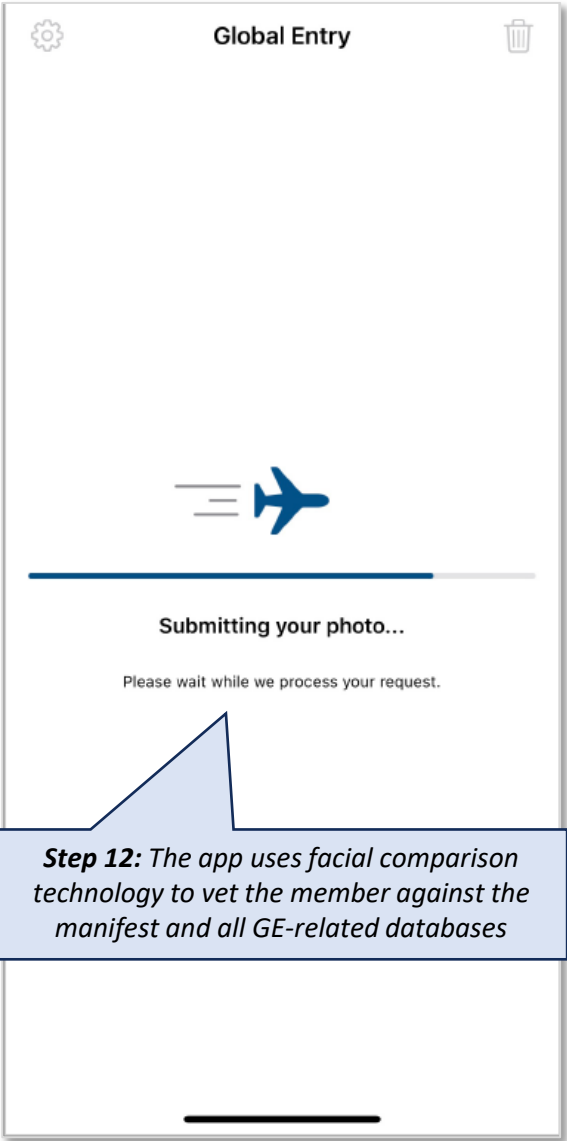 Global Entry
Submitting your photo...
Please wait while we process your request.
Step 12: The app uses facial comparison
technology to vet the member against the
manifest and all GE-related databases